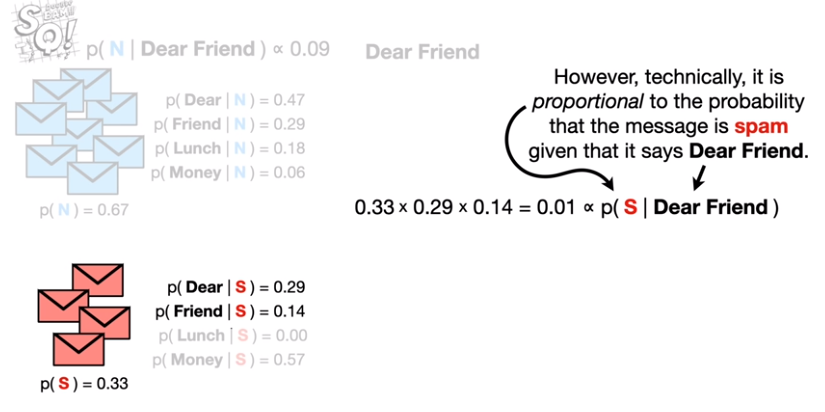 SQ!
p( N | Dear Friend ) ∝ 0.09
Dear Friend
p( Dear | N ) = 0.47
p( Friend | N ) = 0.29
p( Lunch | N ) = 0.18
p( Money | N ) = 0.06
p( N ) = 0.67
However, technically, it is
proportional to the probability
that the message is spam
given that it says Dear Friend.
0.33 x 0.29 x 0.14 = 0.01 ∝ p( S | Dear Friend )
p( Dear | S ) = 0.29
p( Friend | S ) = 0.14
p( Lunch | S ) = 0.00
p( Money | S ) = 0.57
p( S ) = 0.33